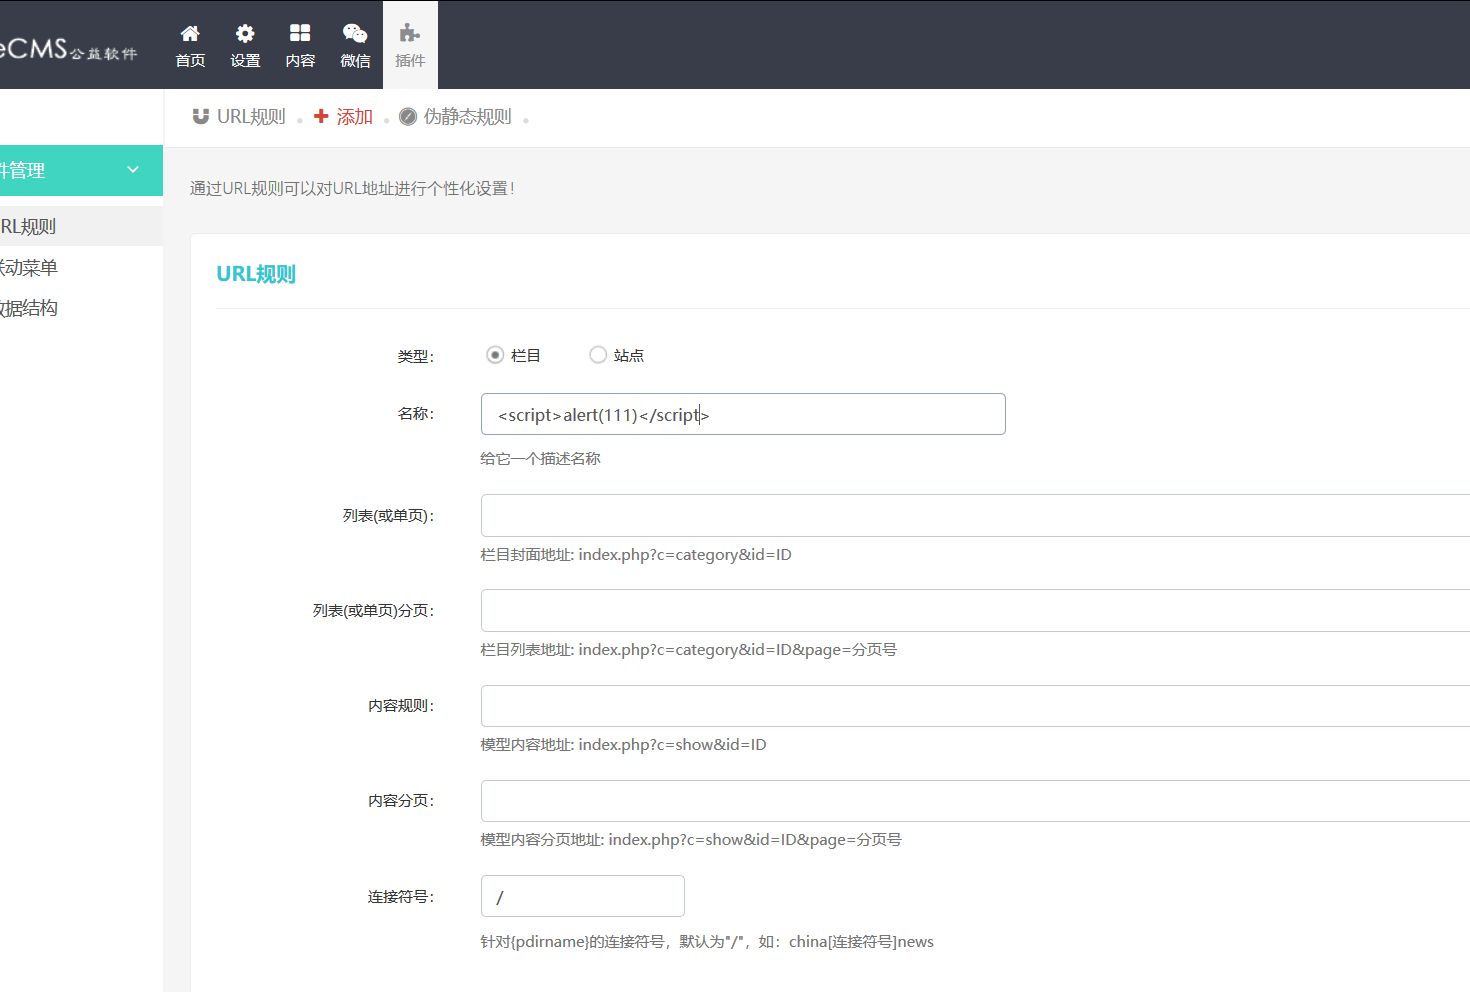 eCMS公益软件
首页 设置 内容 微信 插件
URL规则 添加 伪静态规则
件管理
通过URL规则可以对URL地址进行个性化设置！
RL规则
联动菜单
数据结构
URL规则
类型： 栏目 站点
名称： <script>alert(111)</script>
给它一个描述名称
列表(或单页)：
栏目封面地址: index.php?c=category&id=ID
列表(或单页)分页：
栏目列表地址: index.php?c=category&id=ID&page=分页号
内容规则：
模型内容地址: index.php?c=show&id=ID
内容分页：
模型内容分页地址: index.php?c=show&id=ID&page=分页号
连接符号： /
针对{pdirname}的连接符号，默认为"/"，如：china[连接符号]news